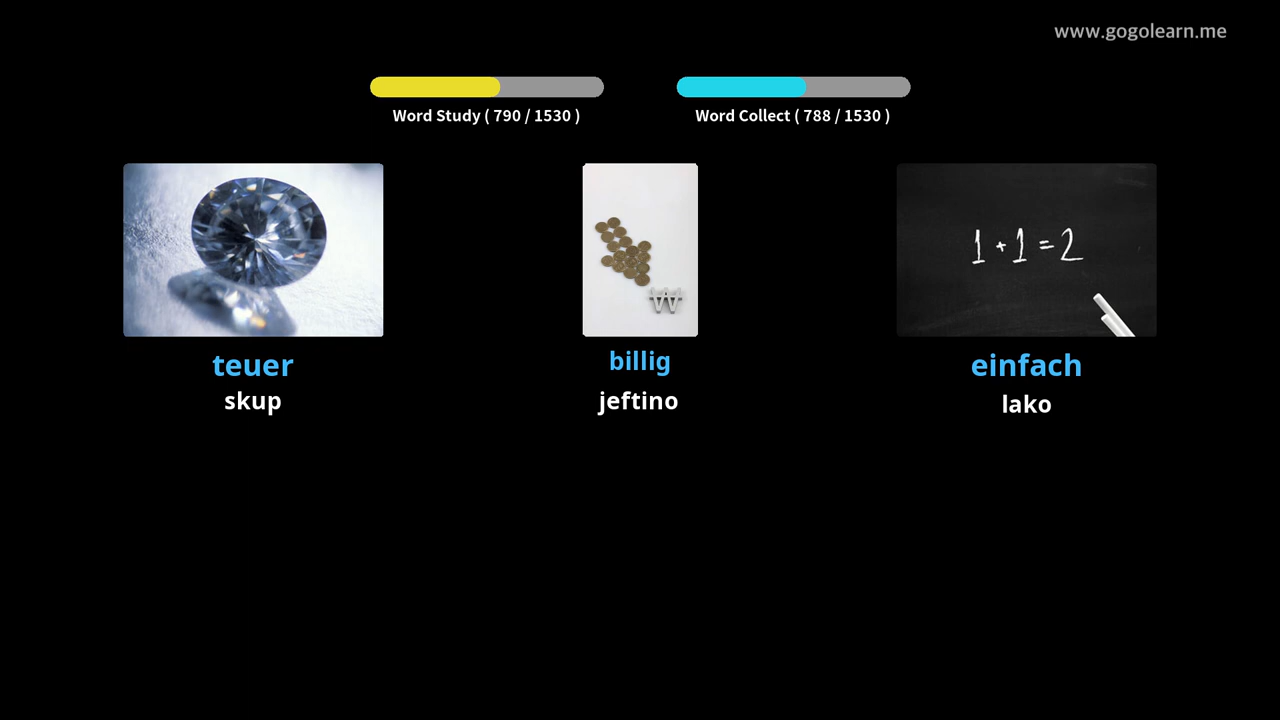 www.gogolearn.me
Word Study ( 790 / 1530 )
Word Collect ( 788 / 1530 )
1 + 1 = 2
₩
teuer
billig
einfach
skup
jeftino
lako